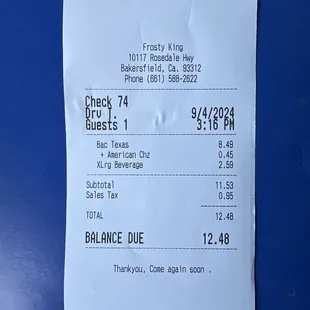 Frosty King
10117 Rosedale Hwy
Bakersfield, Ca. 93312
Phone (661) 588-2622
Check 74
Drv T. 9/4/2024
Guests 1 3:16 PM
Bac Texas 8.49
+ American Chz 0.45
XLrg Beverage 2.59
Subtotal 11.53
Sales Tax 0.95
TOTAL 12.48
BALANCE DUE 12.48
Thankyou, Come again soon .